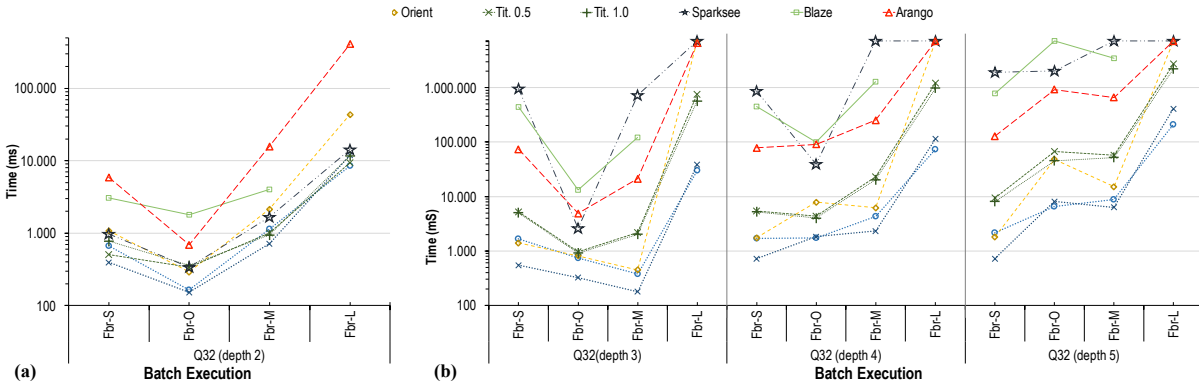 Orient Tit. 0.5 Tit. 1.0 Sparksee Blaze Arango
Time (ms)
100.000
10.000
1.000
100
Fbr-S Fbr-O Fbr-M Fbr-L
Q32 (depth 2)
(a) Batch Execution
Time (mS)
1.000.000
100.000
10.000
1.000
100
Fbr-S Fbr-O Fbr-M Fbr-L Fbr-S Fbr-O Fbr-M Fbr-L Fbr-S Fbr-O Fbr-M Fbr-L
Q32(depth 3) Q32 (depth 4) Q32 (depth 5)
(b) Batch Execution